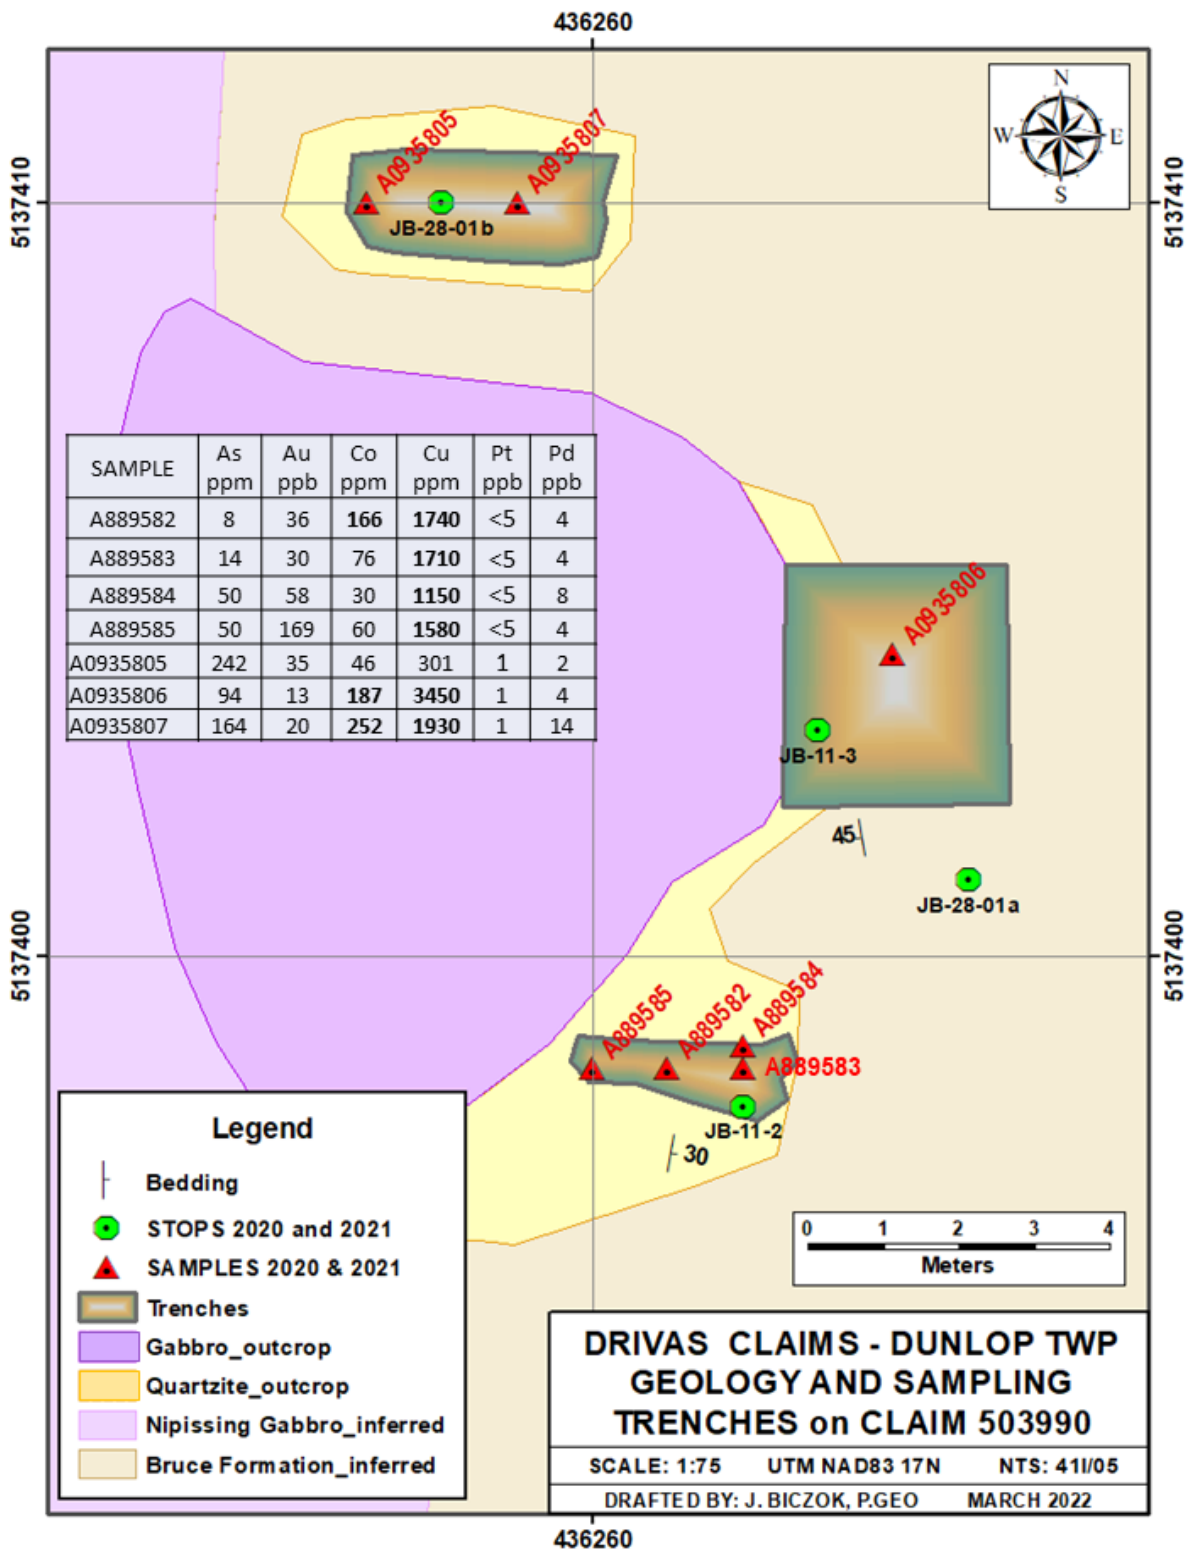 436260
N
W E
S
5137410
5137410
A0935805
A0935807
JB-28-01b
SAMPLE As ppm Au ppb Co ppm Cu ppm Pt ppb Pd ppb
A889582 8 36 166 1740 <5 4
A889583 14 30 76 1710 <5 4
A889584 50 58 30 1150 <5 8
A889585 50 169 60 1580 <5 4
A0935805 242 35 46 301 1 2
A0935806 94 13 187 3450 1 4
A0935807 164 20 252 1930 1 14
A0935806
JB-11-3
45
JB-28-01a
5137400
5137400
A889585
A889582
A889584
A889583
JB-11-2
30
Legend
Bedding
STOPS 2020 and 2021
SAMPLES 2020 & 2021
Trenches
Gabbro_outcrop
Quartzite_outcrop
Nipissing Gabbro_inferred
Bruce Formation_inferred
0 1 2 3 4
Meters
DRIVAS CLAIMS - DUNLOP TWP
GEOLOGY AND SAMPLING
TRENCHES on CLAIM 503990
SCALE: 1:75 UTM NAD83 17N NTS: 41I/05
DRAFTED BY: J. BICZOK, P.GEO MARCH 2022
436260